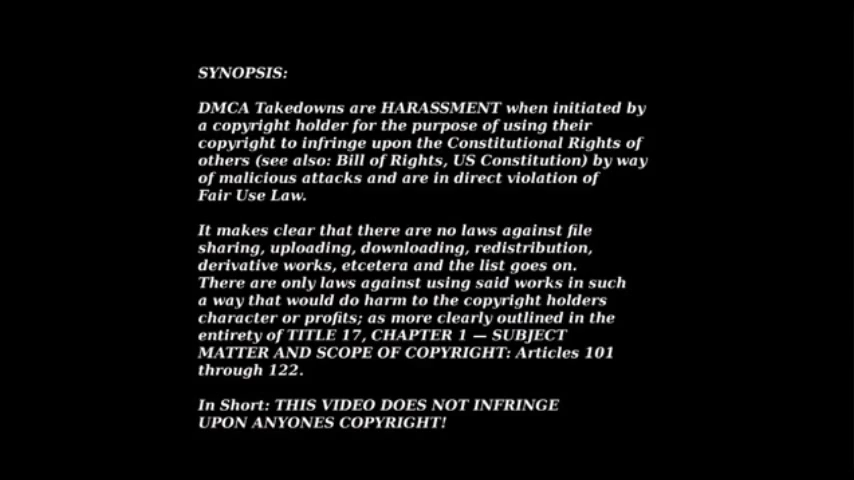 SYNOPSIS:
DMCA Takedowns are HARASSMENT when initiated by
a copyright holder for the purpose of using their
copyright to infringe upon the Constitutional Rights of
others (see also: Bill of Rights, US Constitution) by way
of malicious attacks and are in direct violation of
Fair Use Law.
It makes clear that there are no laws against file
sharing, uploading, downloading, redistribution,
derivative works, etcetera and the list goes on.
There are only laws against using said works in such
a way that would do harm to the copyright holders
character or profits; as more clearly outlined in the
entirety of TITLE 17, CHAPTER 1 — SUBJECT
MATTER AND SCOPE OF COPYRIGHT: Articles 101
through 122.
In Short: THIS VIDEO DOES NOT INFRINGE
UPON ANYONES COPYRIGHT!